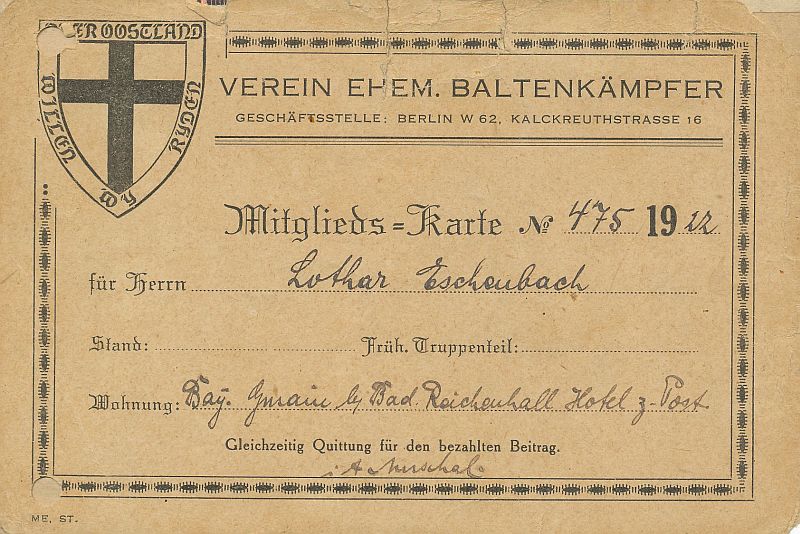 NAER OOSTLAND
WILLEN
WY
RYDEN
VEREIN EHEM. BALTENKÄMPFER
GESCHÄFTSSTELLE: BERLIN W 62, KALCKREUTHSTRASSE 16
Mitglieds=Karte № 475 1922
für Herrn Lothar Eschenbach
Stand: Früh. Truppenteil:
Wohnung: Bay. Gmain b/ Bad Reichenhall Hotel z. Post
Gleichzeitig Quittung für den bezahlten Beitrag.
i. A.
ME. ST.